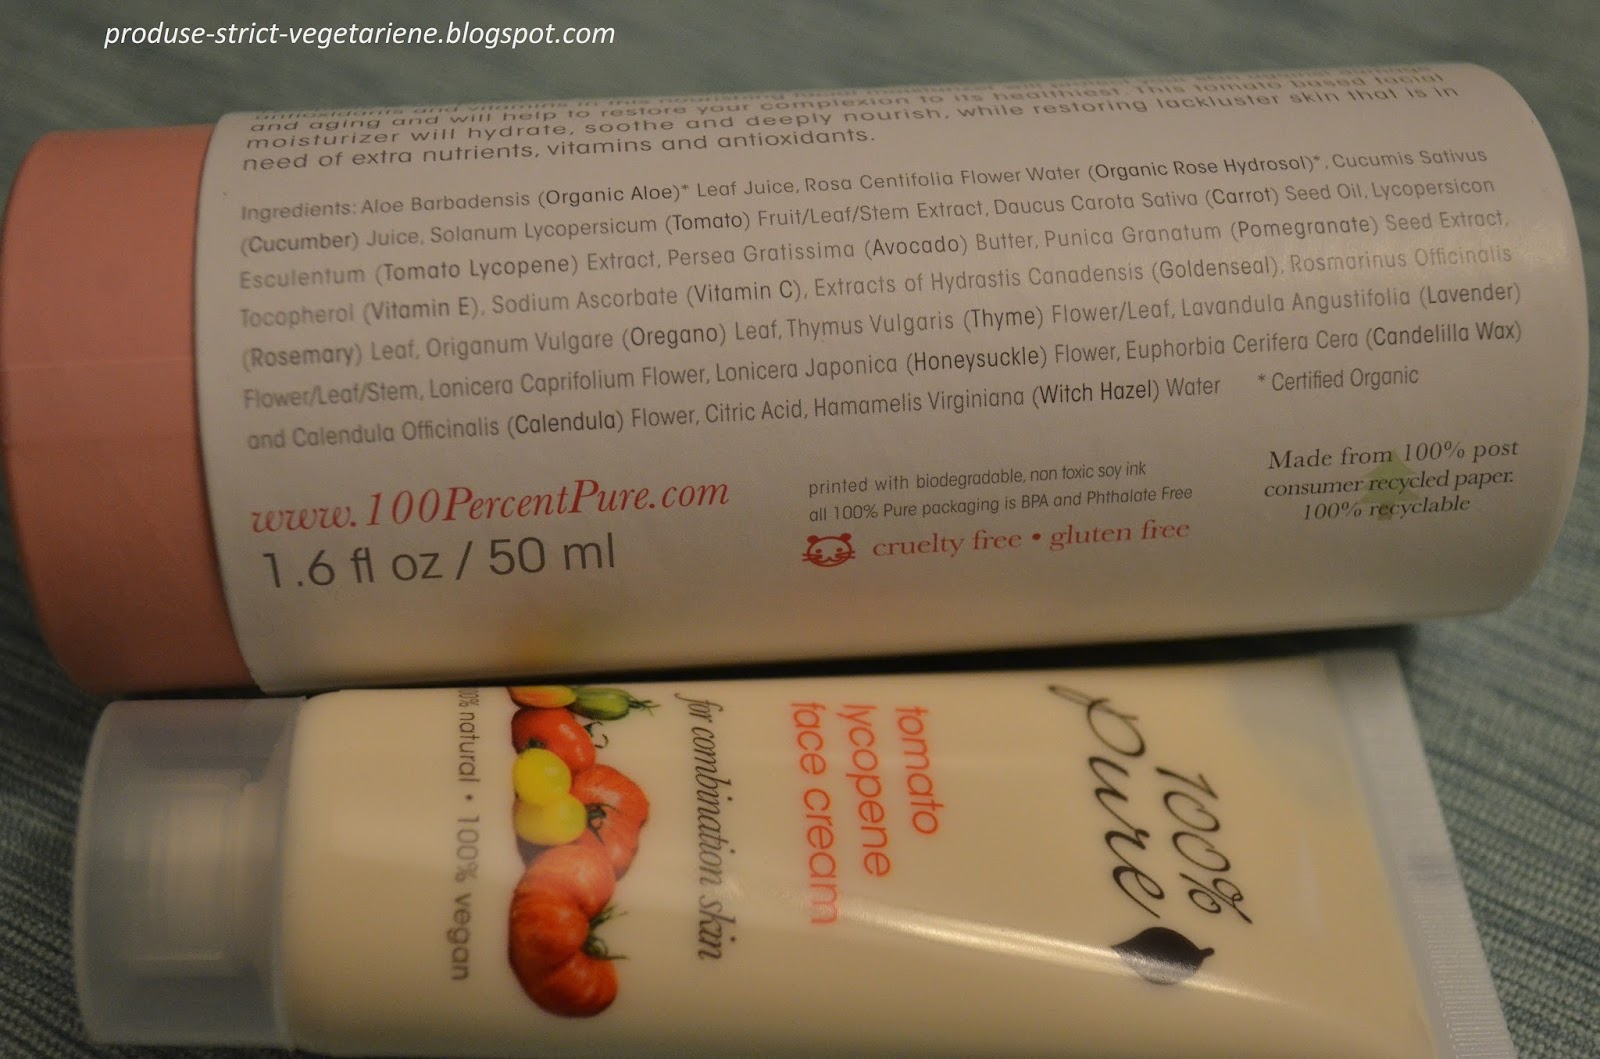 produse-strict-vegetariene.blogspot.com
antioxidants and vitamins in this nourishing facial moisturizer
and aging and will help to restore your complexion to its healthiest. This tomato based facial
moisturizer will hydrate, soothe and deeply nourish, while restoring lackluster skin that is in
need of extra nutrients, vitamins and antioxidants.
Ingredients: Aloe Barbadensis (Organic Aloe)* Leaf Juice, Rosa Centifolia Flower Water (Organic Rose Hydrosol)*, Cucumis Sativus
(Cucumber) Juice, Solanum Lycopersicum (Tomato) Fruit/Leaf/Stem Extract, Daucus Carota Sativa (Carrot) Seed Oil, Lycopersicon
Esculentum (Tomato Lycopene) Extract, Persea Gratissima (Avocado) Butter, Punica Granatum (Pomegranate) Seed Extract,
Tocopherol (Vitamin E), Sodium Ascorbate (Vitamin C), Extracts of Hydrastis Canadensis (Goldenseal), Rosmarinus Officinalis
(Rosemary) Leaf, Origanum Vulgare (Oregano) Leaf, Thymus Vulgaris (Thyme) Flower/Leaf, Lavandula Angustifolia (Lavender)
Flower/Leaf/Stem, Lonicera Caprifolium Flower, Lonicera Japonica (Honeysuckle) Flower, Euphorbia Cerifera Cera (Candelilla Wax)
and Calendula Officinalis (Calendula) Flower, Citric Acid, Hamamelis Virginiana (Witch Hazel) Water * Certified Organic
www.100PercentPure.com
1.6 fl oz / 50 ml
printed with biodegradable, non toxic soy ink
all 100% Pure packaging is BPA and Phthalate Free
cruelty free • gluten free
Made from 100% post
consumer recycled paper.
100% recyclable
100%
pure
tomato
lycopene
face cream
for combination skin
100% natural • 100% vegan